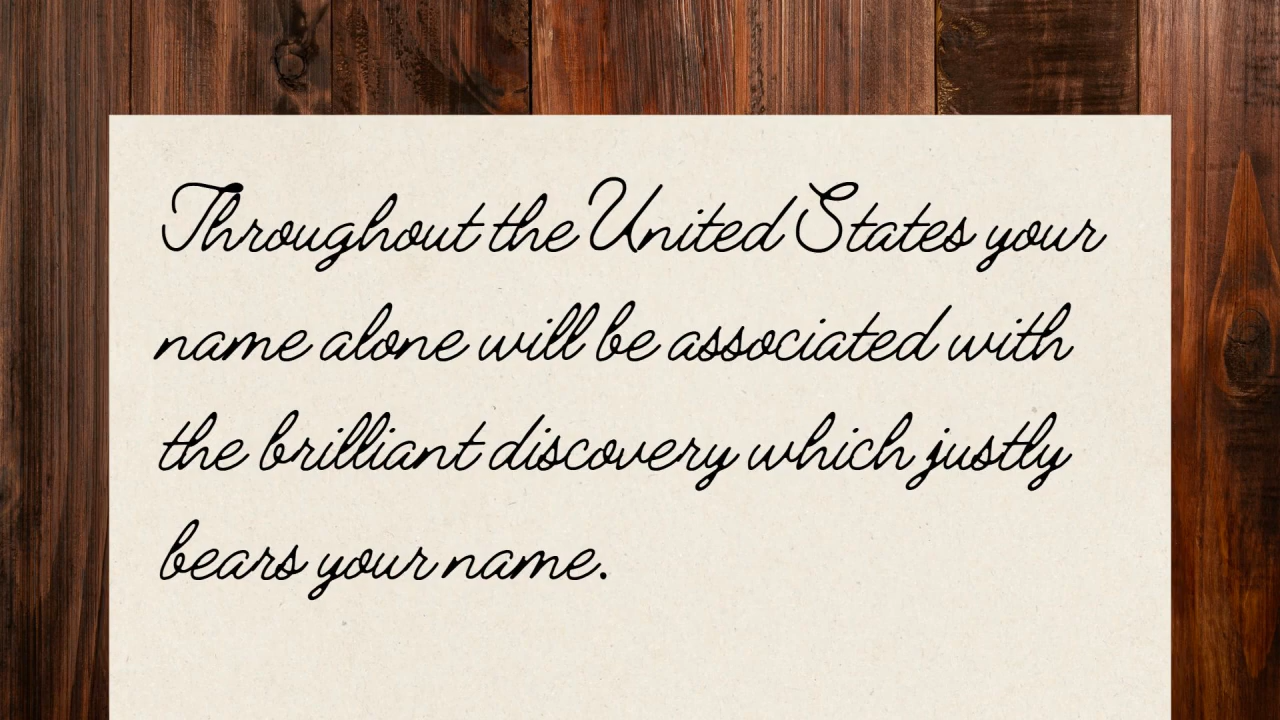 Throughout the United States your
name alone will be associated with
the brilliant discovery which justly
bears your name.